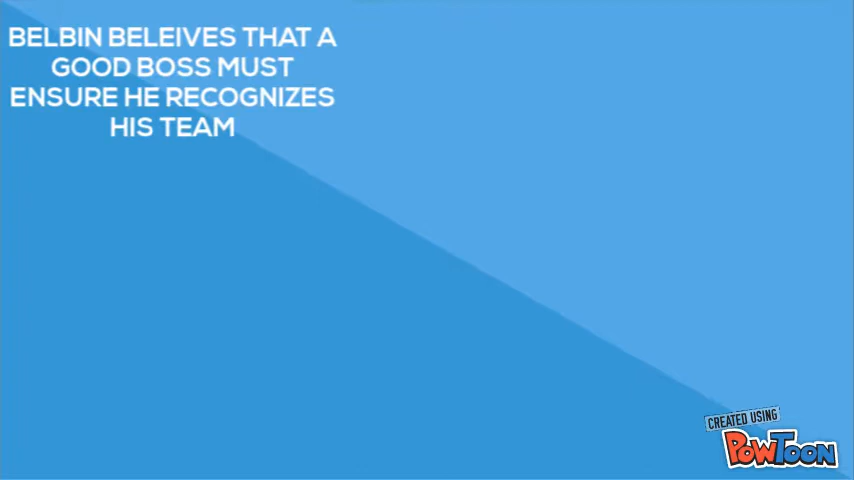 BELBIN BELEIVES THAT A
GOOD BOSS MUST
ENSURE HE RECOGNIZES
HIS TEAM
CREATED USING
POWTOON